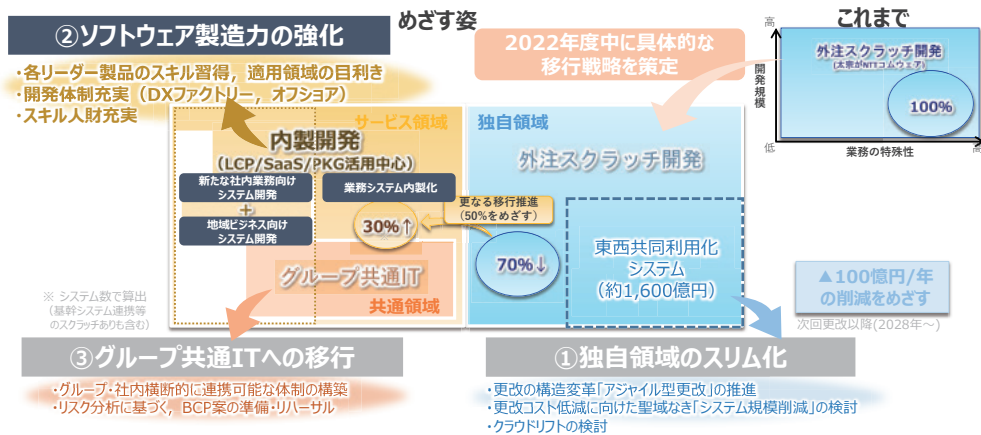 めざす姿
これまで
②ソフトウェア製造力の強化
・各リーダー製品のスキル習得，適用領域の目利き
・開発体制充実（DXファクトリー，オフショア）
・スキル人財充実
2022年度中に具体的な
移行戦略を策定
高
開発規模
低
外注スクラッチ開発
(太宗がNTTコムウェア)
100%
業務の特殊性
高
サービス領域
内製開発
（LCP/SaaS/PKG活用中心）
新たな社内業務向け
システム開発
＋
地域ビジネス向け
システム開発
業務システム内製化
30%↑
更なる移行推進
（50%をめざす）
グループ共通IT
共通領域
独自領域
外注スクラッチ開発
70%↓
東西共同利用化
システム
（約1,600億円）
※ システム数で算出
（基幹システム連携等
のスクラッチありも含む）
▲100億円/年
の削減をめざす
次回更改以降(2028年～)
③グループ共通ITへの移行
・グループ・社内横断的に連携可能な体制の構築
・リスク分析に基づく，BCP案の準備・リハーサル
①独自領域のスリム化
・更改の構造変革「アジャイル型更改」の推進
・更改コスト低減に向けた聖域なき「システム規模削減」の検討
・クラウドリフトの検討